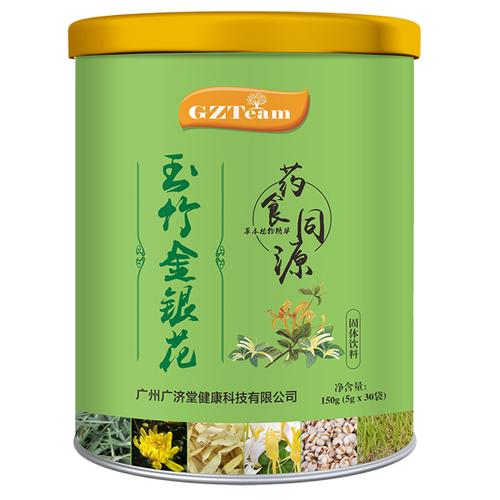 GZTeam
玉竹金银花
药食同源
草本植物精萃
固体饮料
净含量:
150g (5g x 30袋)
广州广济堂健康科技有限公司